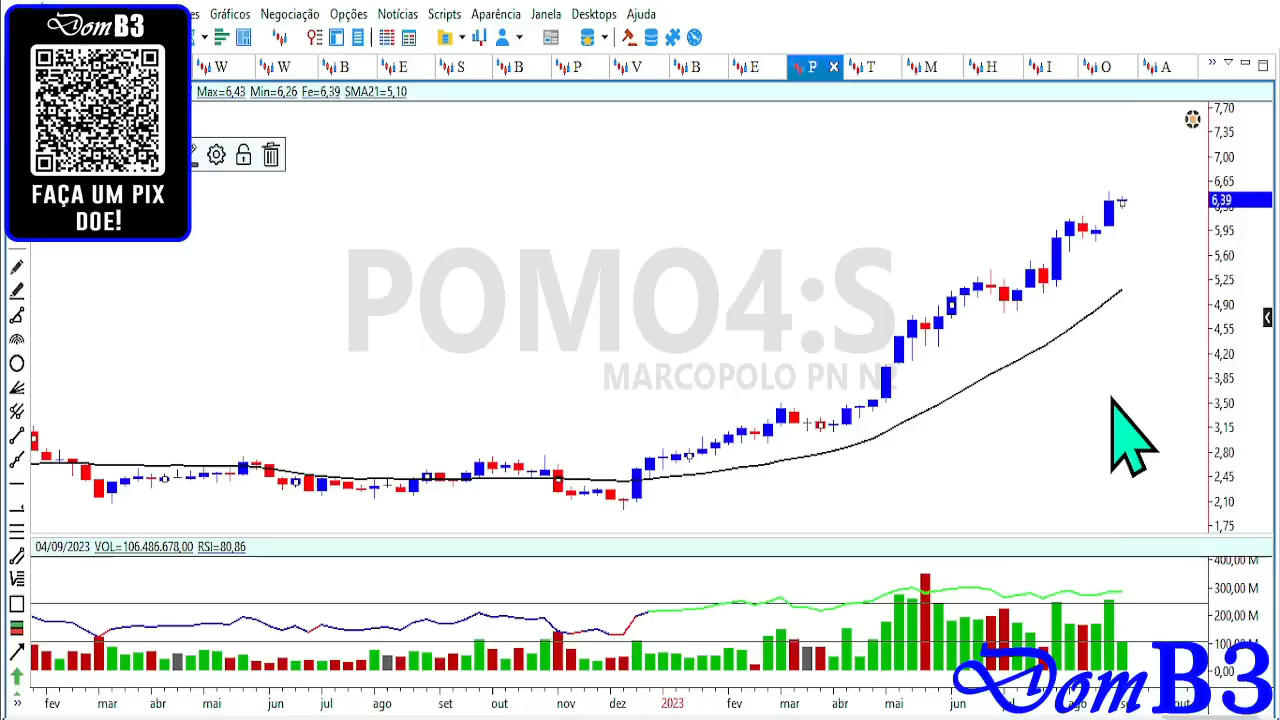 DomB3
FAÇA UM PIX
DOE!
Gráficos Negociação Opções Notícias Scripts Aparência Janela Desktops Ajuda
W W B E S B P V B E P T M H I O A
Max=6,43 Min=6,26 Fe=6,39 SMA21=5,10
POMO4:S
MARCOPOLO PN N2
7,70
7,35
7,00
6,65
6,39
5,95
5,60
5,25
4,90
4,55
4,20
3,85
3,50
3,15
2,80
2,45
2,10
1,75
04/09/2023 VOL=106.486.678,00 RSI=80,86
400,00 M
300,00 M
200,00 M
fev mar abr mai jun jul ago set out nov dez 2023 fev mar abr mai jun ago out
DomB3